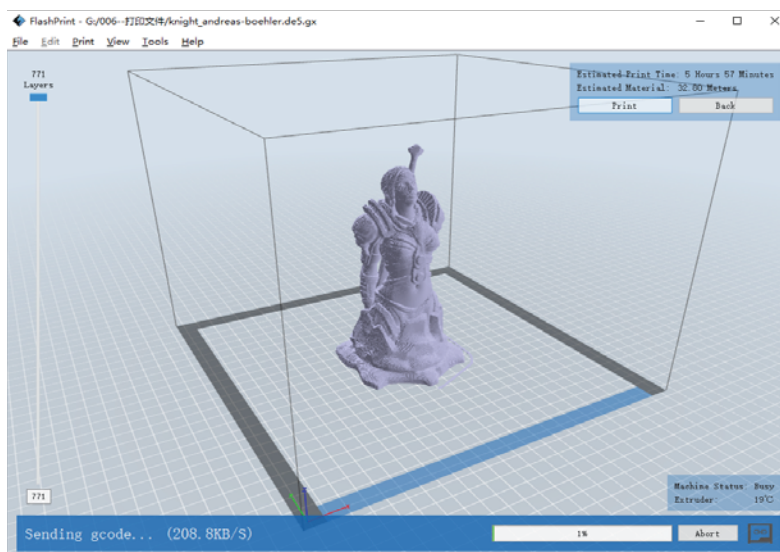 FlashPrint - G:/006--打印文件/knight_andreas-boehler.de5.gx
File Edit Print View Tools Help
771
Layers
Estimated Print Time: 5 Hours 57 Minutes
Estimated Material: 32.00 Meters
Print Back
771
Machine Status: Busy
Extruder: 19℃
Sending gcode... (208.8KB/S) 1% Abort